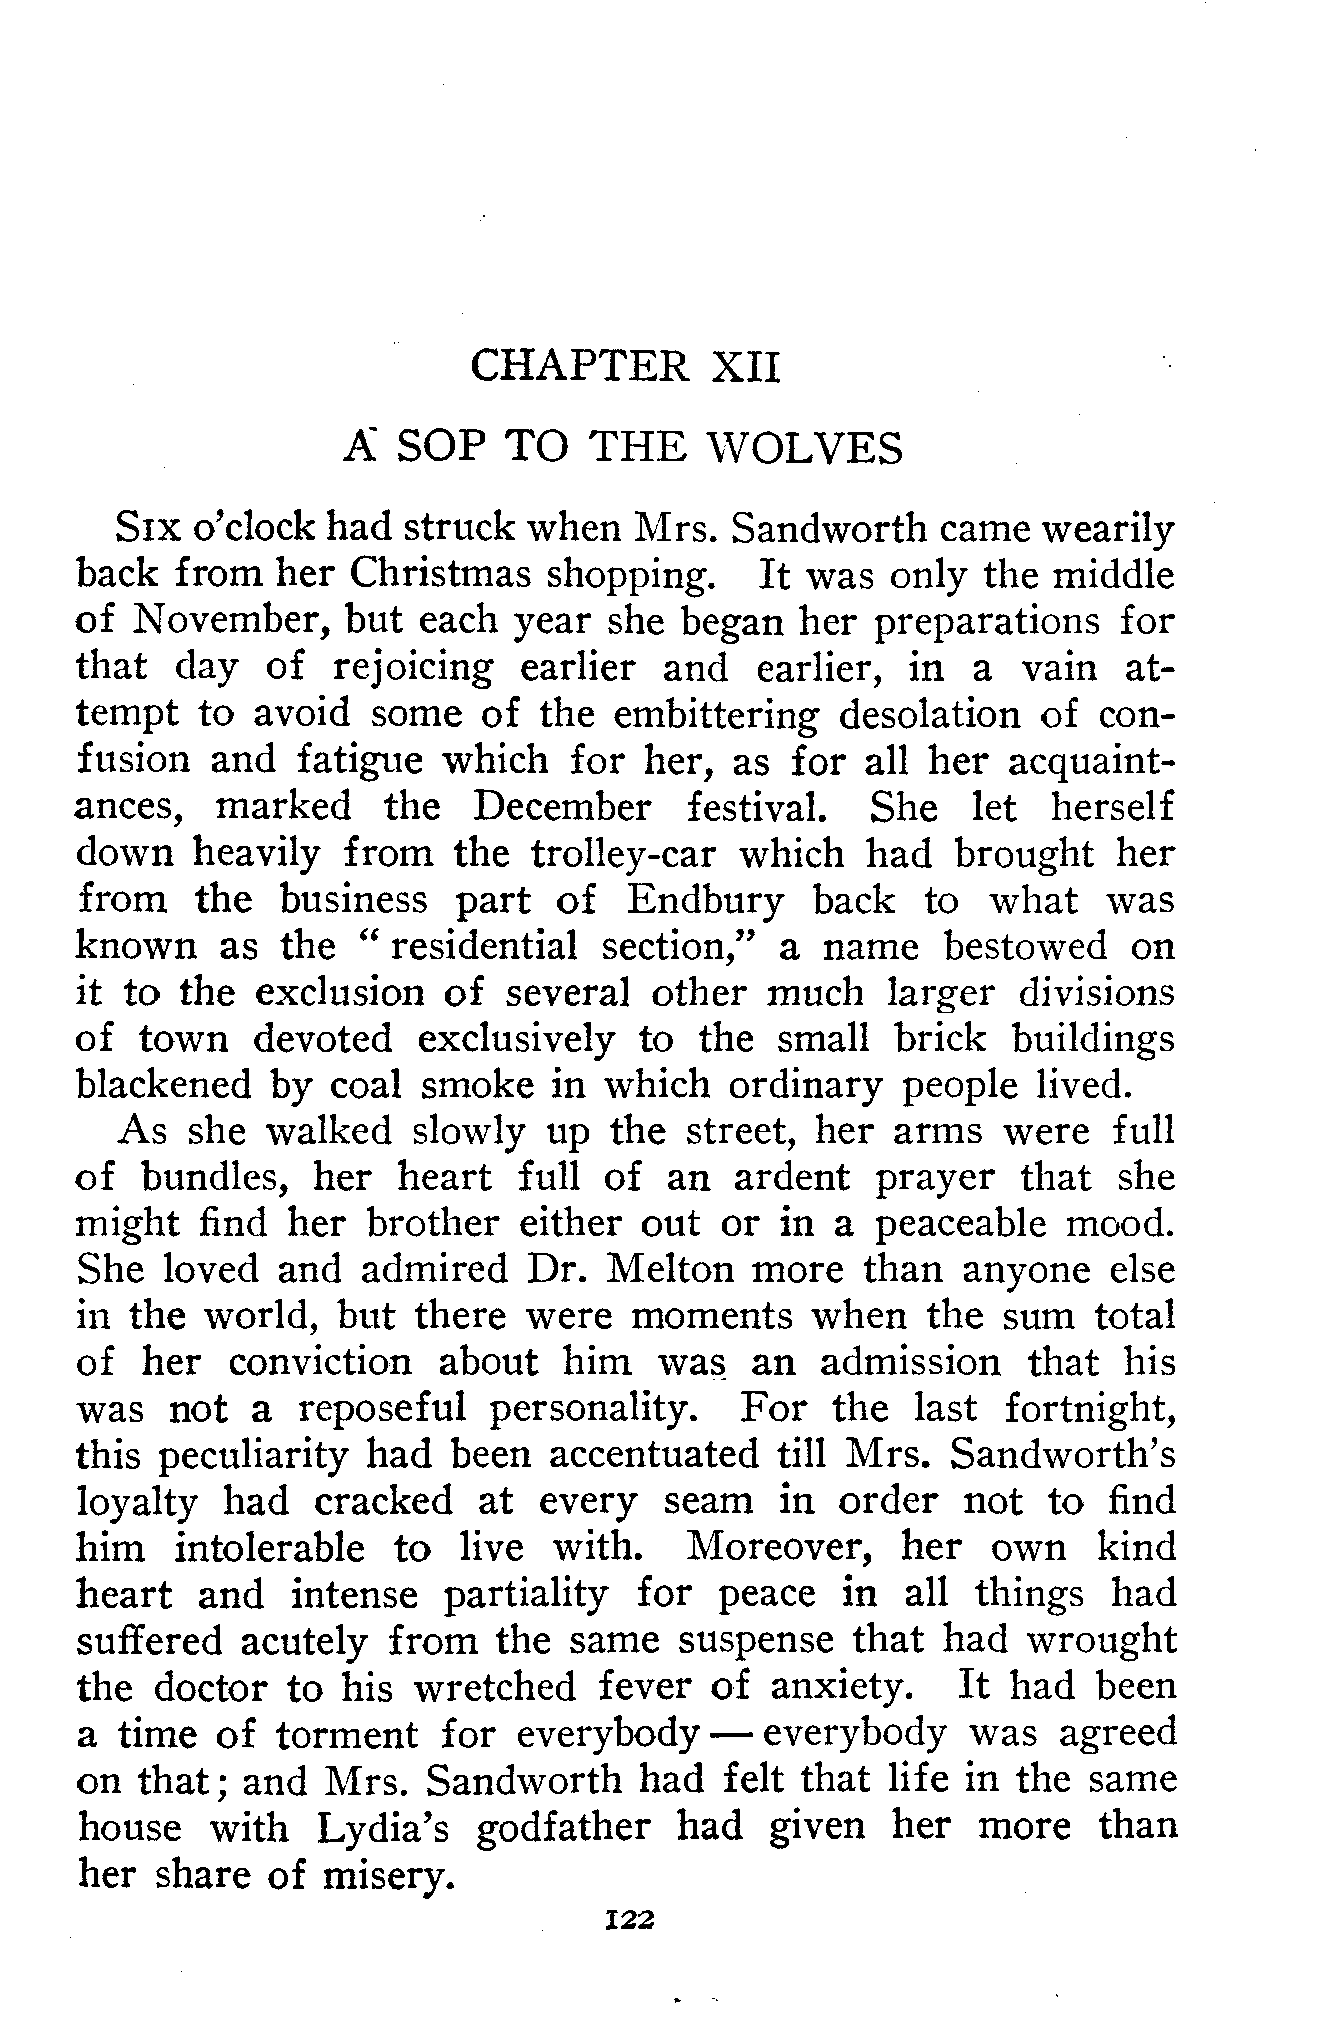 CHAPTER XII
A SOP TO THE WOLVES
Six o'clock had struck when Mrs. Sandworth came wearily
back from her Christmas shopping. It was only the middle
of November, but each year she began her preparations for
that day of rejoicing earlier and earlier, in a vain at-
tempt to avoid some of the embittering desolation of con-
fusion and fatigue which for her, as for all her acquaint-
ances, marked the December festival. She let herself
down heavily from the trolley-car which had brought her
from the business part of Endbury back to what was
known as the “ residential section,” a name bestowed on
it to the exclusion of several other much larger divisions
of town devoted exclusively to the small brick buildings
blackened by coal smoke in which ordinary people lived.
As she walked slowly up the street, her arms were full
of bundles, her heart full of an ardent prayer that she
might find her brother either out or in a peaceable mood.
She loved and admired Dr. Melton more than anyone else
in the world, but there were moments when the sum total
of her conviction about him was an admission that his
was not a reposeful personality. For the last fortnight,
this peculiarity had been accentuated till Mrs. Sandworth's
loyalty had cracked at every seam in order not to find
him intolerable to live with. Moreover, her own kind
heart and intense partiality for peace in all things had
suffered acutely from the same suspense that had wrought
the doctor to his wretched fever of anxiety. It had been
a time of torment for everybody — everybody was agreed
on that; and Mrs. Sandworth had felt that life in the same
house with Lydia's godfather had given her more than
her share of misery.
122